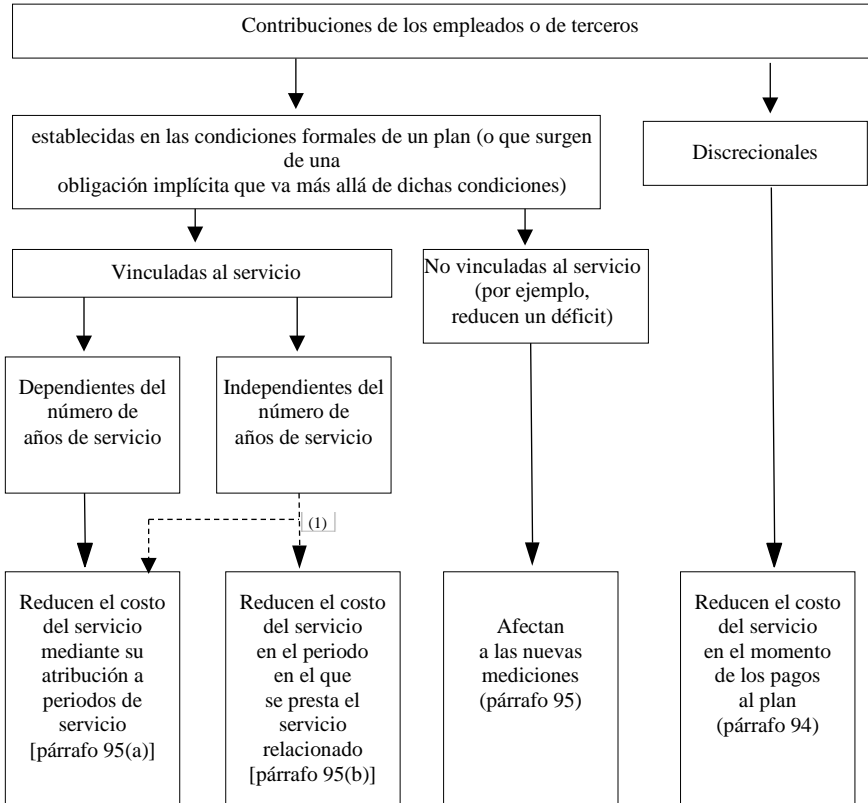 Contribuciones de los empleados o de terceros
establecidas en las condiciones formales de un plan (o que surgen
de una
obligación implícita que va más allá de dichas condiciones)
Discrecionales
Vinculadas al servicio
No vinculadas al servicio
(por ejemplo,
reducen un déficit)
Dependientes del
número de
años de servicio
Independientes del
número de
años de servicio
(1)
Reducen el costo
del servicio
mediante su
atribución a
periodos de
servicio
[párrafo 95(a)]
Reducen el costo
del servicio
en el periodo
en el que
se presta el
servicio
relacionado
[párrafo 95(b)]
Afectan
a las nuevas
mediciones
(párrafo 95)
Reducen el costo
del servicio
en el momento
de los pagos
al plan
(párrafo 94)